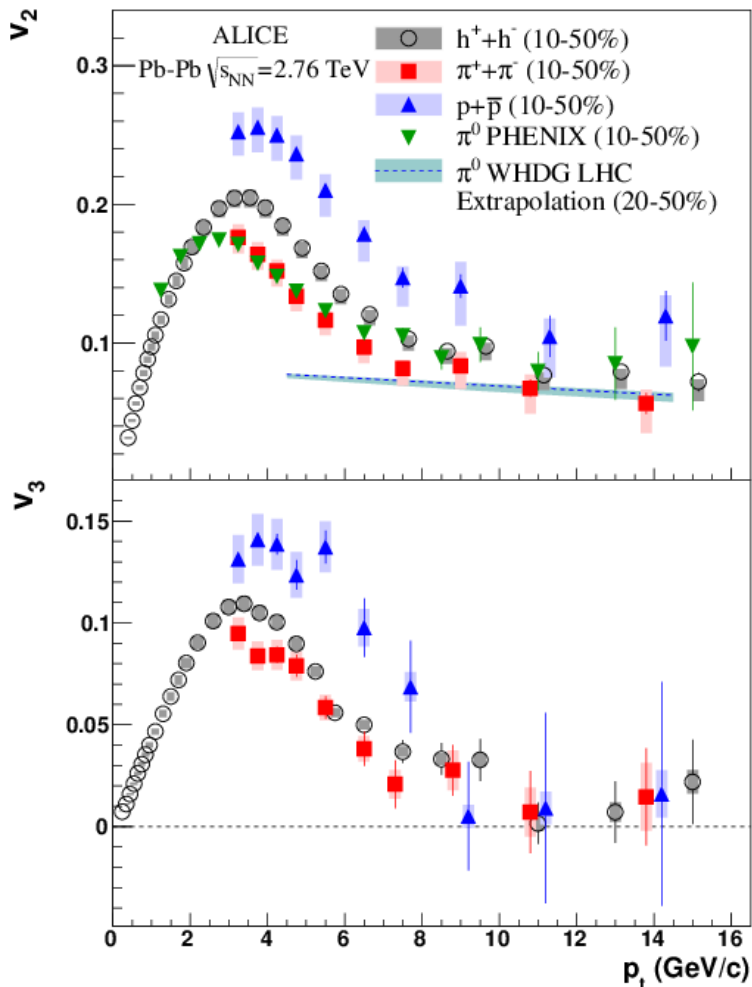 v₂
ALICE
Pb-Pb √s_NN=2.76 TeV
h⁺+h⁻ (10-50%)
π⁺+π⁻ (10-50%)
p+p̅ (10-50%)
π⁰ PHENIX (10-50%)
π⁰ WHDG LHC
Extrapolation (20-50%)
0.3
0.2
0.1
v₃
0.15
0.1
0.05
0
0 2 4 6 8 10 12 14 16
p_t (GeV/c)